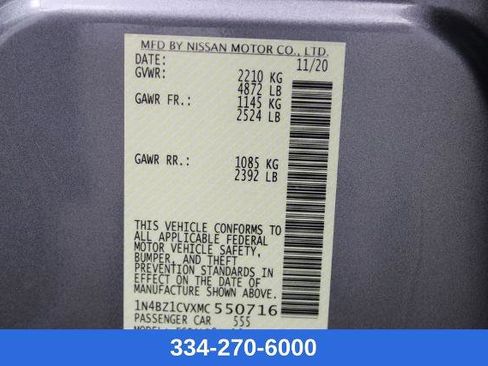 MFD BY NISSAN MOTOR CO., LTD.
DATE: 11/20
GVWR: 2210 KG
4872 LB
GAWR FR.: 1145 KG
2524 LB
GAWR RR.: 1085 KG
2392 LB
THIS VEHICLE CONFORMS TO
ALL APPLICABLE FEDERAL
MOTOR VEHICLE SAFETY,
BUMPER, AND THEFT
PREVENTION STANDARDS IN
EFFECT ON THE DATE OF
MANUFACTURE SHOWN ABOVE.
1N4BZ1CVXMC 550716
PASSENGER CAR 555
334-270-6000